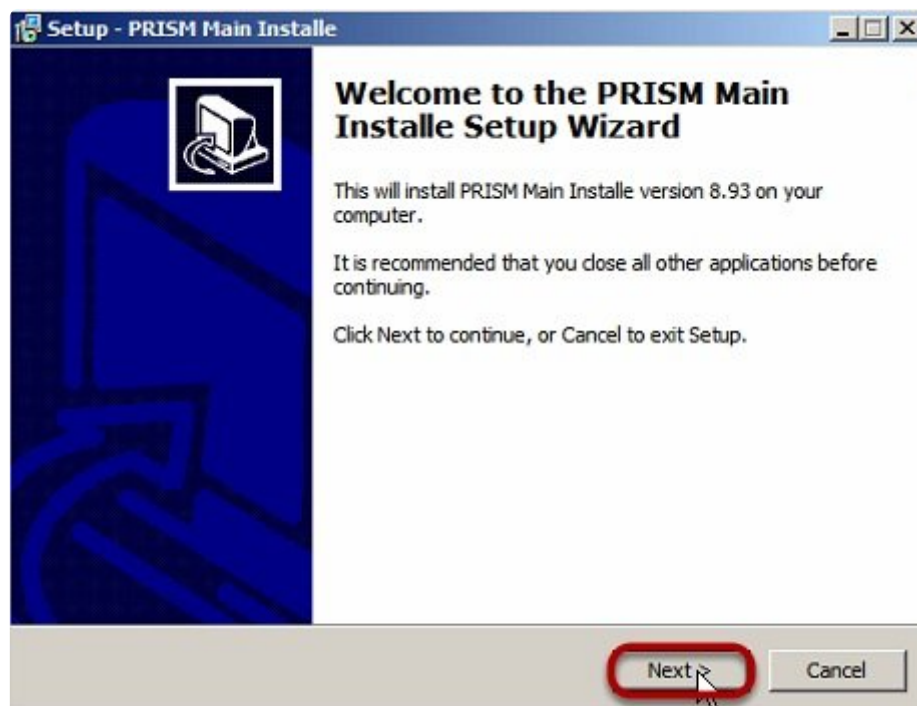 Setup - PRISM Main Installe
Welcome to the PRISM Main
Installe Setup Wizard
This will install PRISM Main Installe version 8.93 on your
computer.
It is recommended that you close all other applications before
continuing.
Click Next to continue, or Cancel to exit Setup.
Next >
Cancel